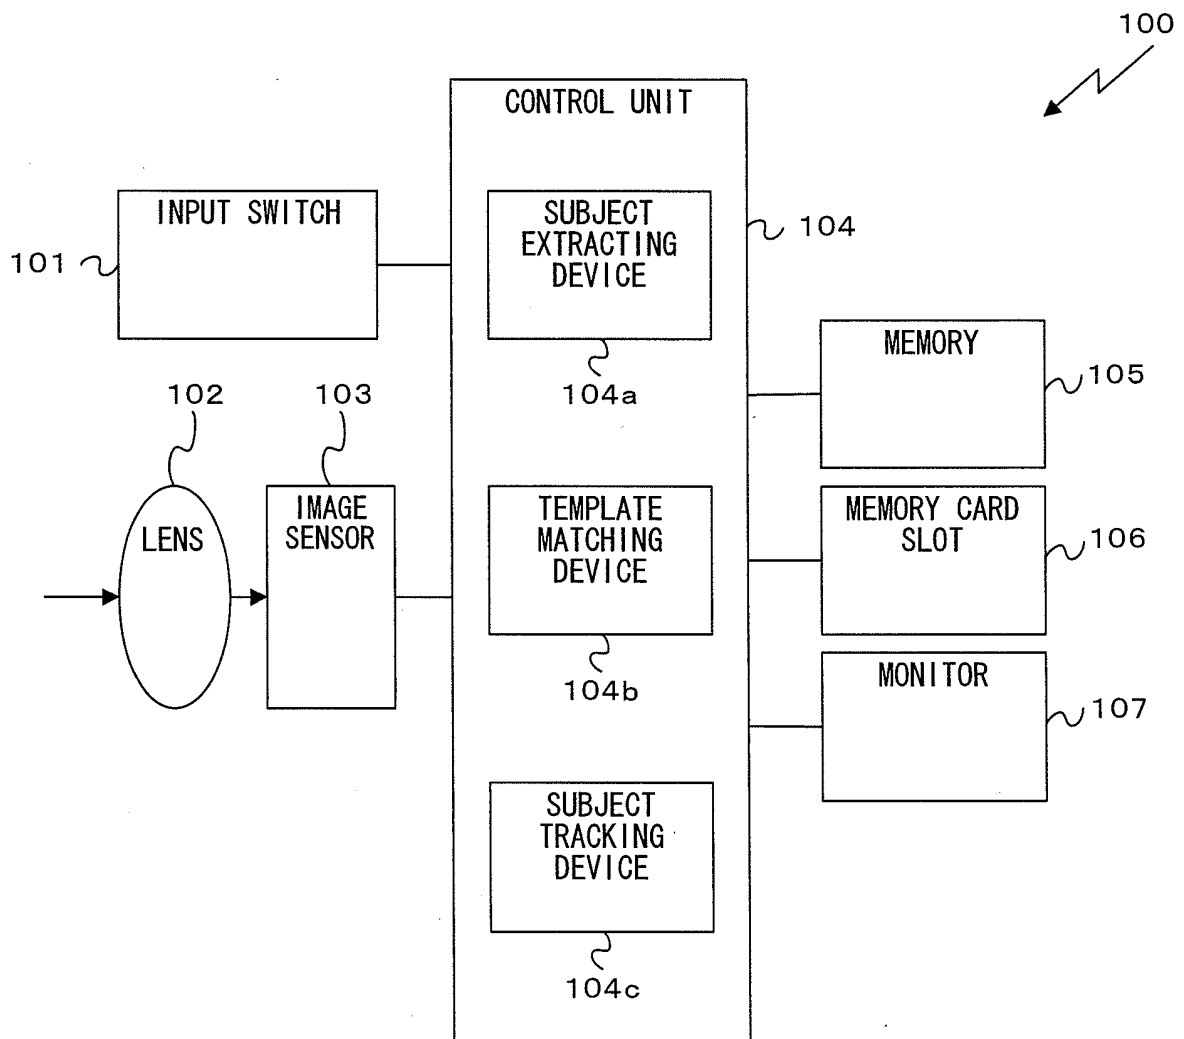 100
CONTROL UNIT
INPUT SWITCH
101
SUBJECT
EXTRACTING
DEVICE
104a
104
MEMORY
105
102
LENS
103
IMAGE
SENSOR
TEMPLATE
MATCHING
DEVICE
104b
MEMORY CARD
SLOT
106
MONITOR
107
SUBJECT
TRACKING
DEVICE
104c